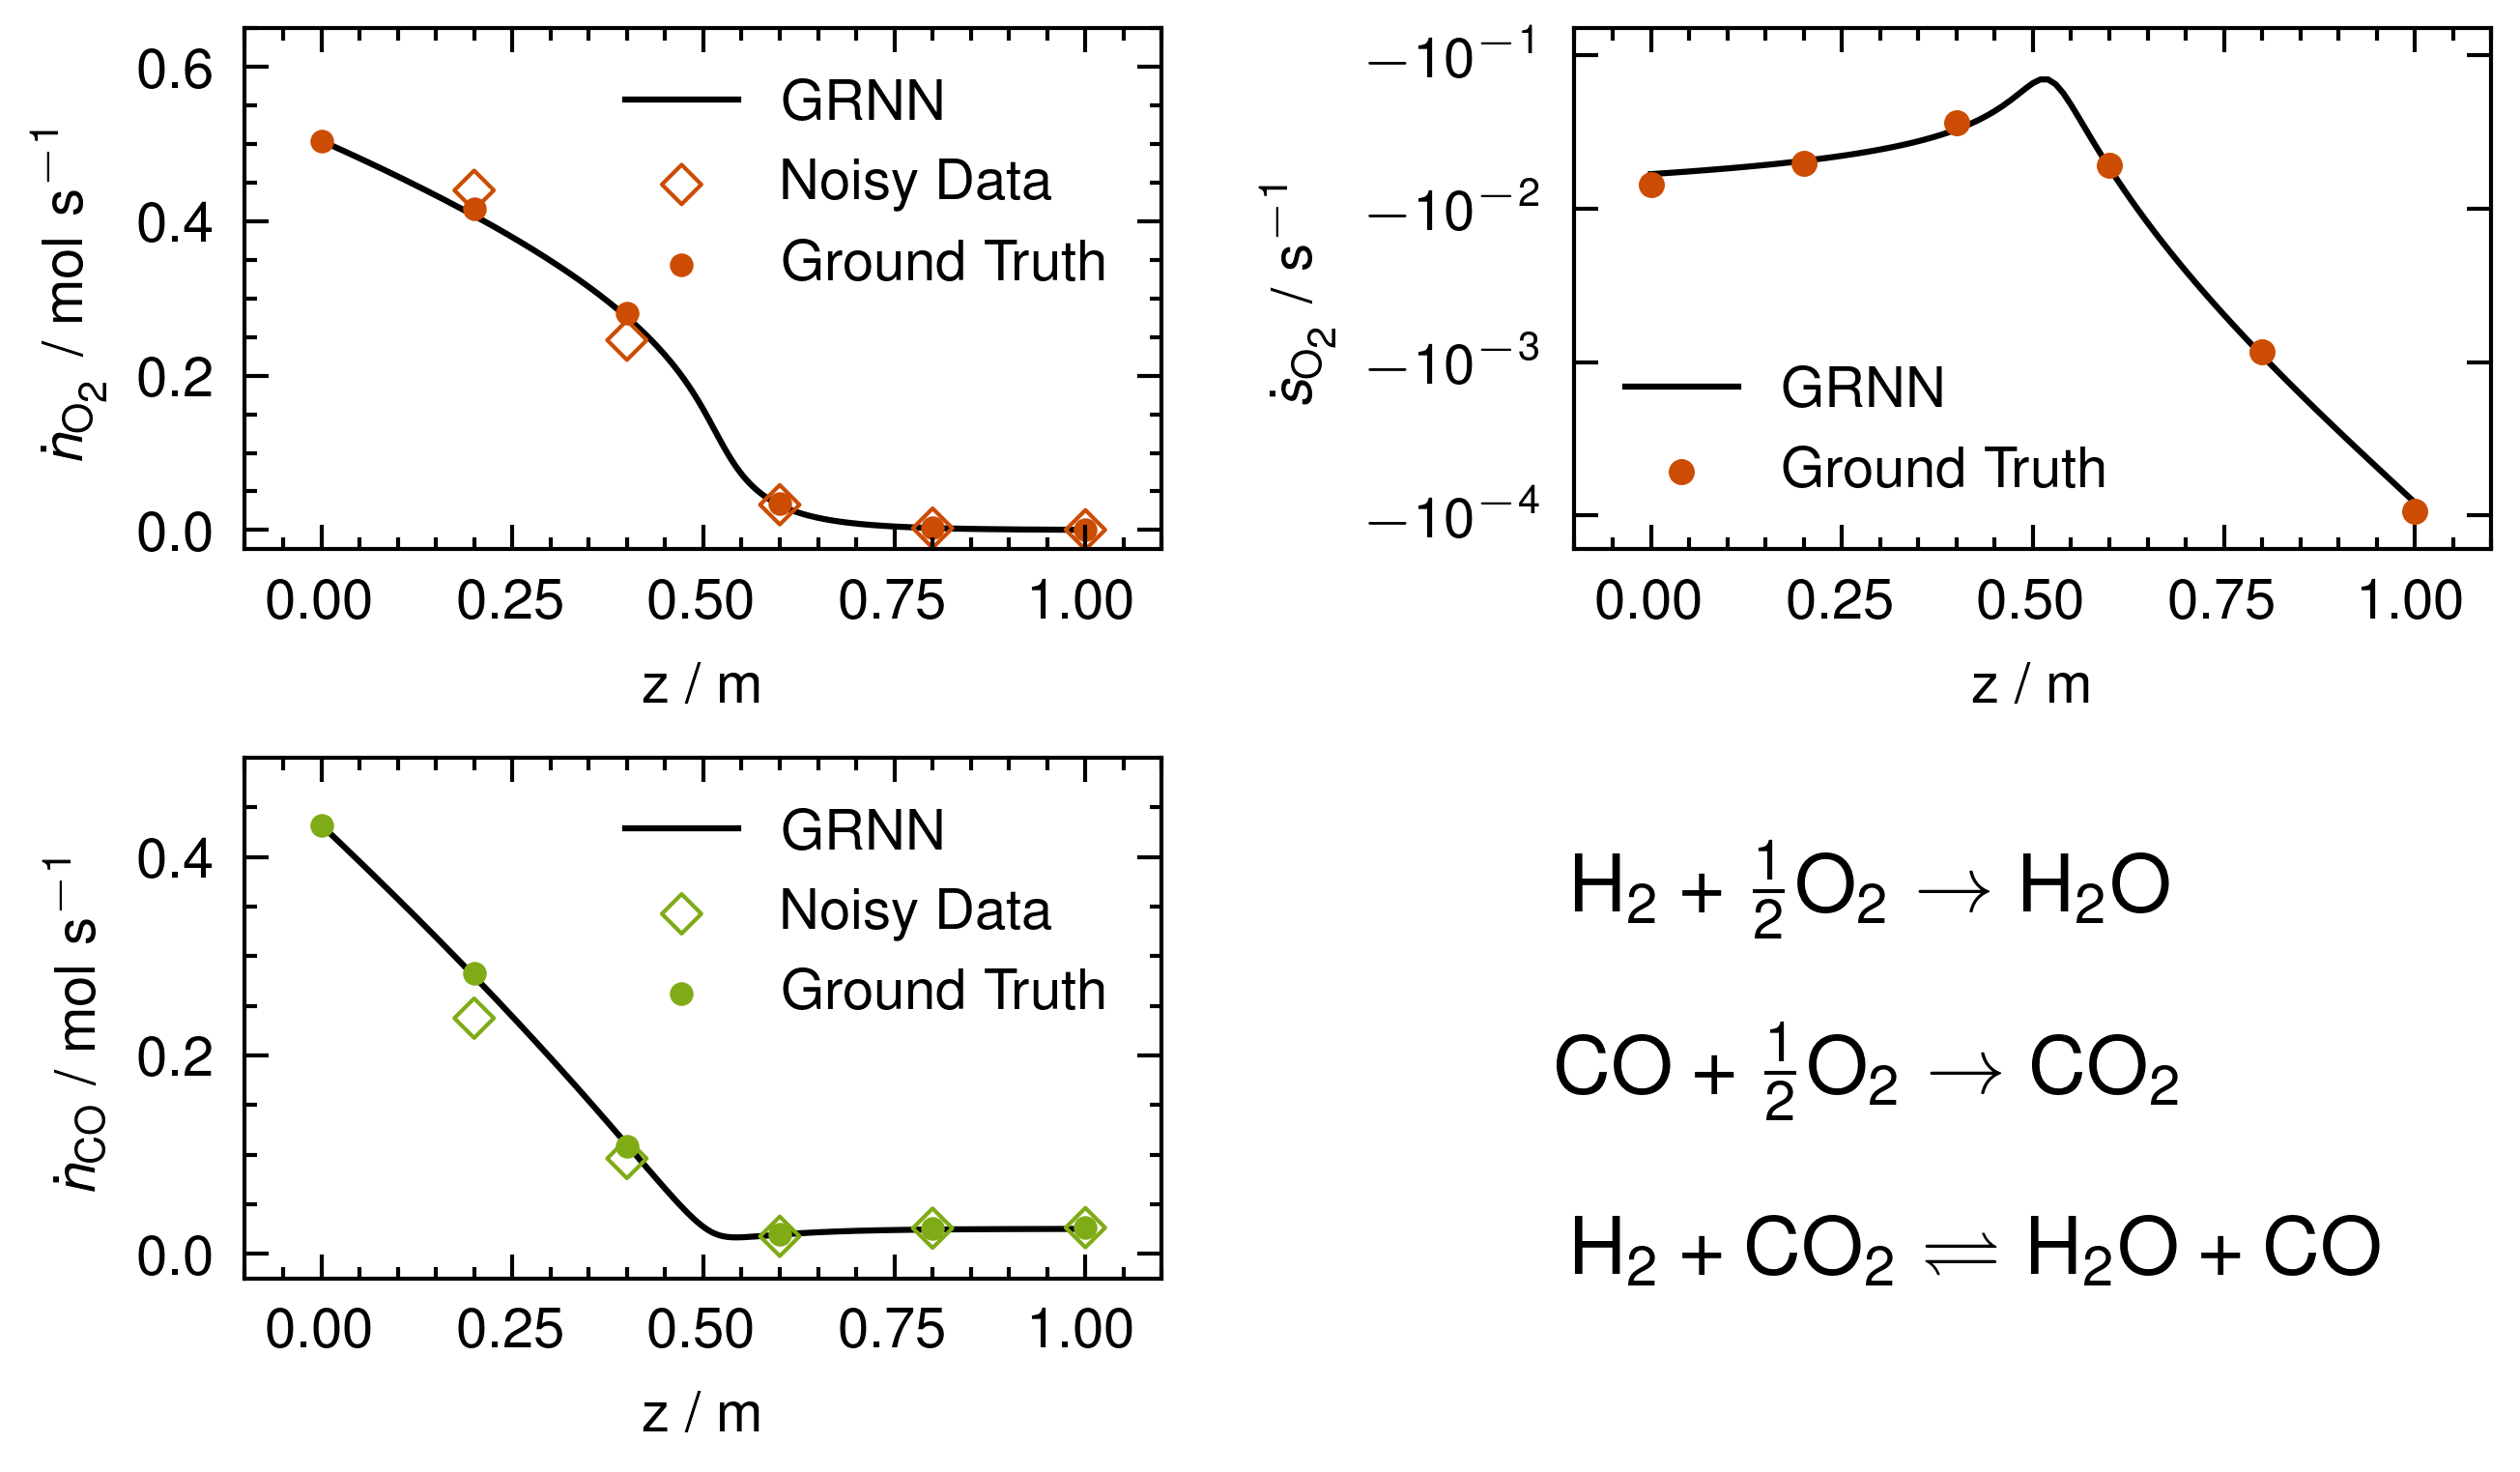 0.6
0.4
0.2
0.0
ṅO₂ / mol s⁻¹
GRNN
Noisy Data
Ground Truth
0.00 0.25 0.50 0.75 1.00
z / m
−10⁻¹
−10⁻²
−10⁻³
−10⁻⁴
ṡO₂ / s⁻¹
GRNN
Ground Truth
0.00 0.25 0.50 0.75 1.00
z / m
0.4
0.2
0.0
ṅCO / mol s⁻¹
GRNN
Noisy Data
Ground Truth
0.00 0.25 0.50 0.75 1.00
z / m
H₂ + ½O₂ → H₂O
CO + ½O₂ → CO₂
H₂ + CO₂ ⇌ H₂O + CO